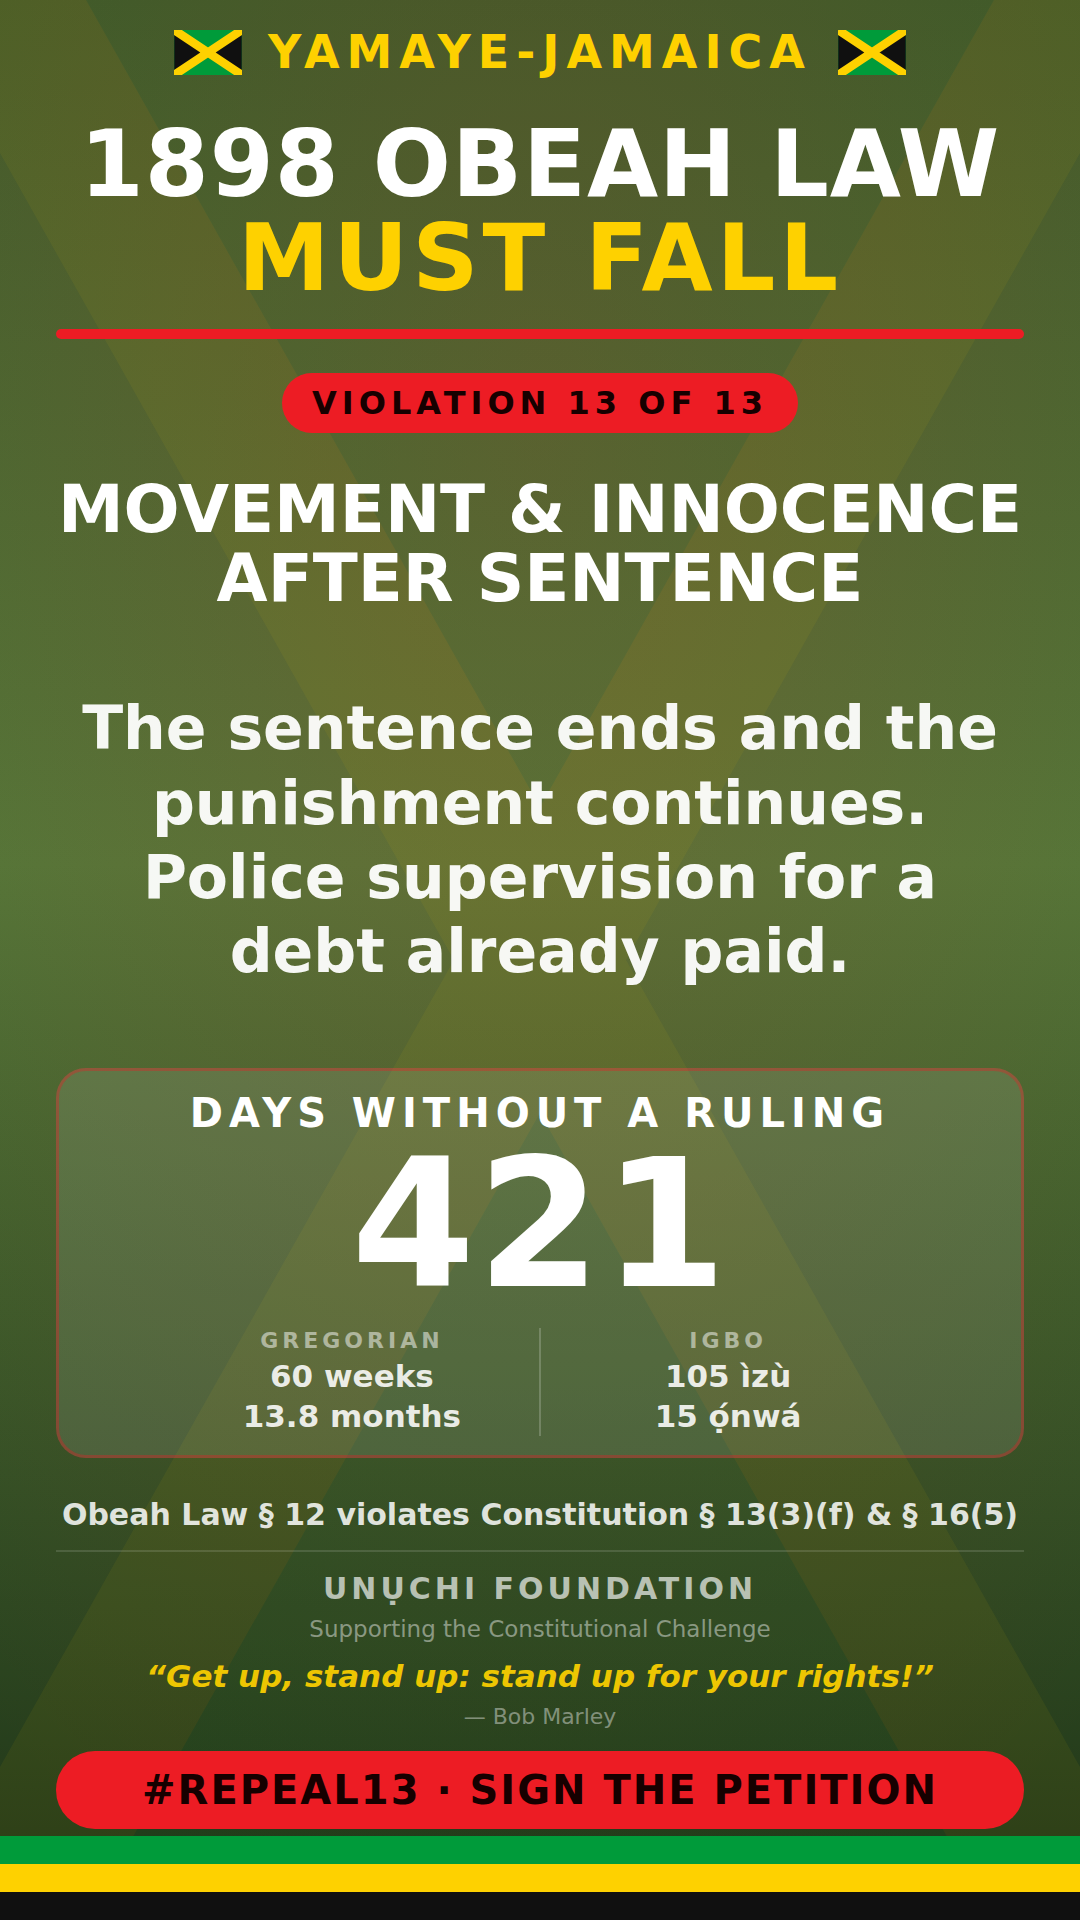 YAMAYE-JAMAICA
1898 OBEAH LAW
MUST FALL
VIOLATION 13 OF 13
MOVEMENT & INNOCENCE
AFTER SENTENCE
The sentence ends and the
punishment continues.
Police supervision for a
debt already paid.
DAYS WITHOUT A RULING
421
GREGORIAN
60 weeks
13.8 months
IGBO
105 ìzù
15 ọ́nwá
Obeah Law § 12 violates Constitution § 13(3)(f) & § 16(5)
UNỤCHI FOUNDATION
Supporting the Constitutional Challenge
“Get up, stand up: stand up for your rights!”
— Bob Marley
#REPEAL13 · SIGN THE PETITION